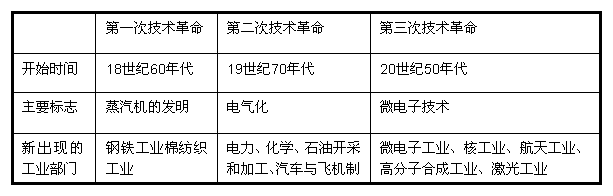 第一次技术革命 第二次技术革命 第三次技术革命
开始时间 18世纪60年代 19世纪70年代 20世纪50年代
主要标志 蒸汽机的发明 电气化 微电子技术
新出现的工业部门 钢铁工业棉纺织工业 电力、化学、石油开采和加工、汽车与飞机制 微电子工业、核工业、航天工业、高分子合成工业、激光工业